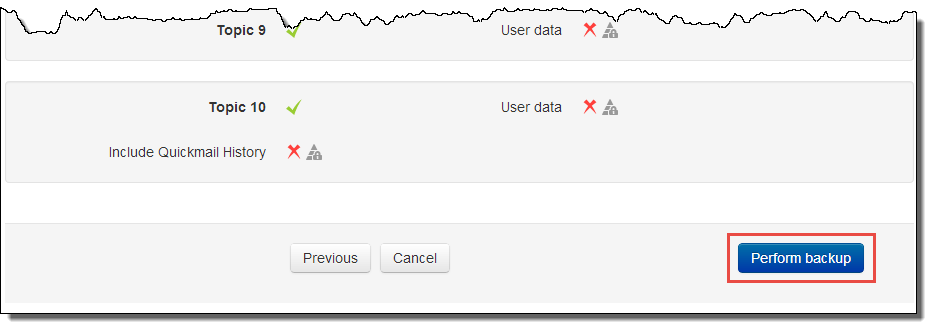 Topic 9 User data
Topic 10 User data
Include Quickmail History
Previous Cancel Perform backup